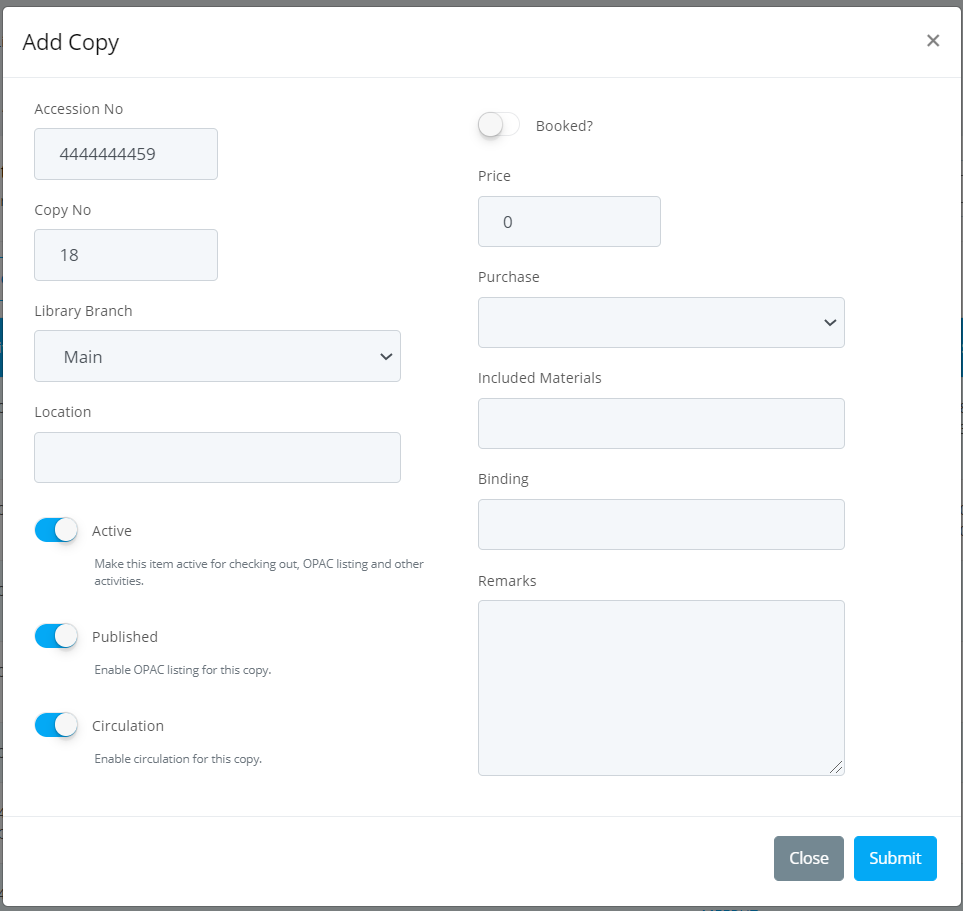 Add Copy
×
Accession No
4444444459
Copy No
18
Library Branch
Main
Location
Active
Make this item active for checking out, OPAC listing and other
activities.
Published
Enable OPAC listing for this copy.
Circulation
Enable circulation for this copy.
Booked?
Price
0
Purchase
Included Materials
Binding
Remarks
Close
Submit